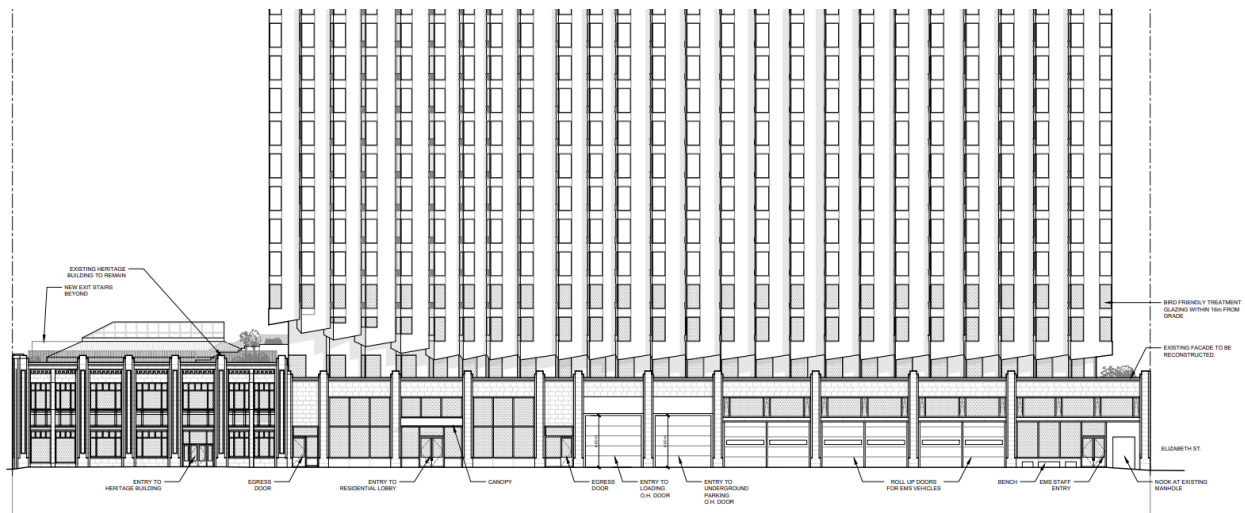 EXISTING HERITAGE
BUILDING TO REMAIN
NEW EXIT STAIRS
BEYOND
BIRD FRIENDLY TREATMENT
GLAZING WITHIN 16m FROM
GRADE
EXISTING FACADE TO BE
RECONSTRUCTED.
ELIZABETH ST.
ENTRY TO
HERITAGE BUILDING
EGRESS
DOOR
ENTRY TO
RESIDENTIAL LOBBY
CANOPY
EGRESS
DOOR
ENTRY TO
LOADING
O.H. DOOR
ENTRY TO
UNDERGROUND
PARKING
O.H. DOOR
ROLL UP DOORS
FOR EMS VEHICLES
BENCH
EMS STAFF
ENTRY
NOOK AT EXISTING
MANHOLE